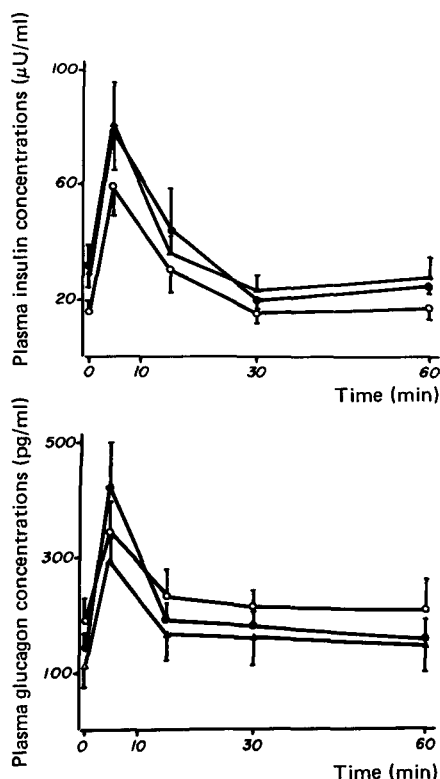 Plasma insulin concentrations (μU/ml)
100
60
20
0 10 30 60
Time (min)
Plasma glucagon concentrations (pg/ml)
500
300
100
0 10 30 60
Time (min)